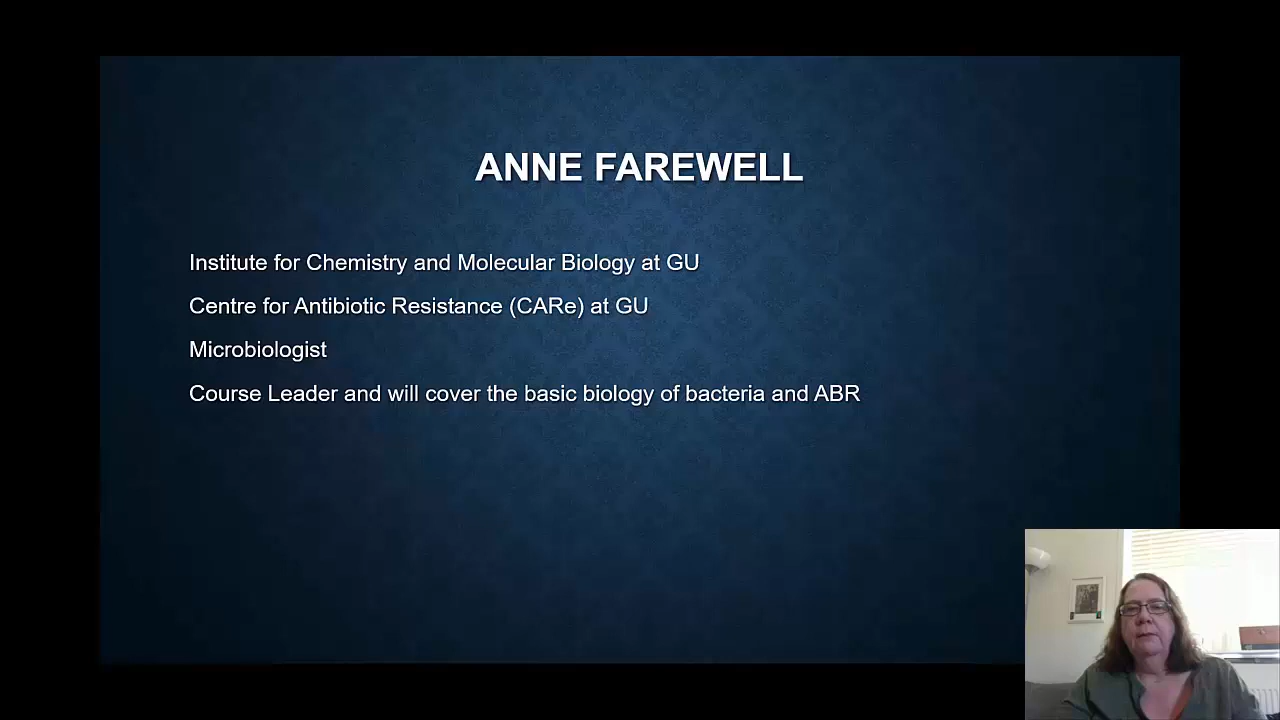 ANNE FAREWELL
Institute for Chemistry and Molecular Biology at GU
Centre for Antibiotic Resistance (CARe) at GU
Microbiologist
Course Leader and will cover the basic biology of bacteria and ABR